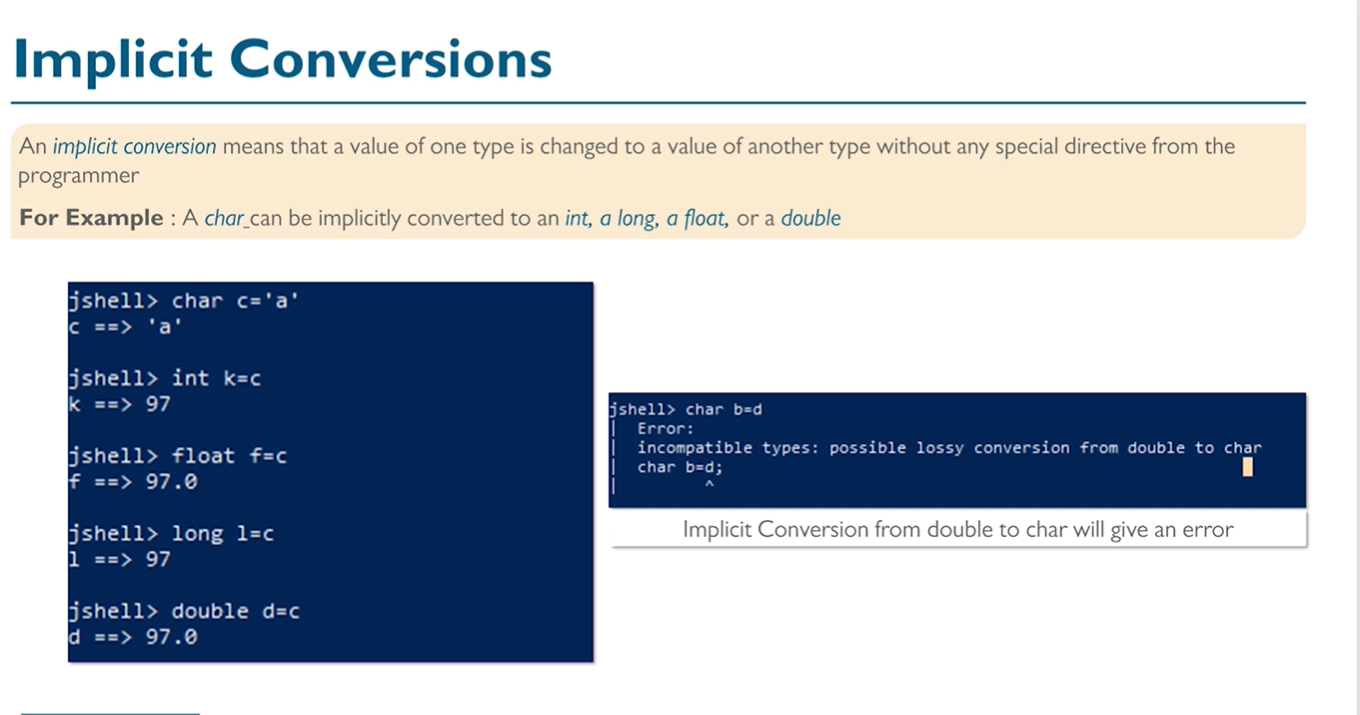 Implicit Conversions
An implicit conversion means that a value of one type is changed to a value of another type without any special directive from the
programmer
For Example : A char_can be implicitly converted to an int, a long, a float, or a double
jshell> char c='a'
c ==> 'a'
jshell> int k=c
k ==> 97
jshell> float f=c
f ==> 97.0
jshell> long l=c
l ==> 97
jshell> double d=c
d ==> 97.0
jshell> char b=d
|  Error:
|  incompatible types: possible lossy conversion from double to char
|  char b=d;
|         ^
Implicit Conversion from double to char will give an error